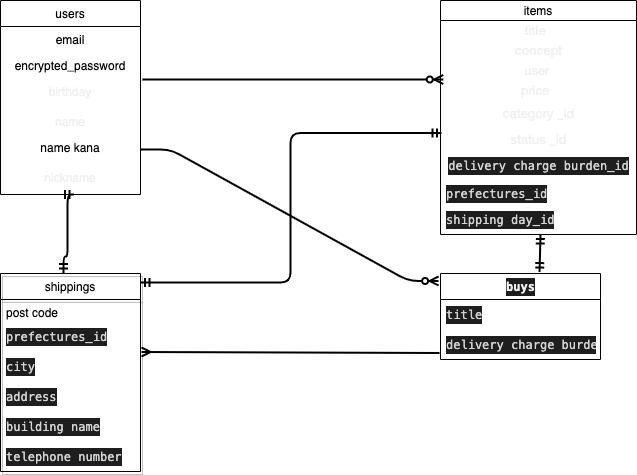 users
email
encrypted_password
birthday
name
name kana
nickname
items
title
concept
user
price
category _id
status _id
delivery charge burden_id
prefectures_id
shipping day_id
shippings
post code
prefectures_id
city
address
building name
telephone number
buys
title
delivery charge burde